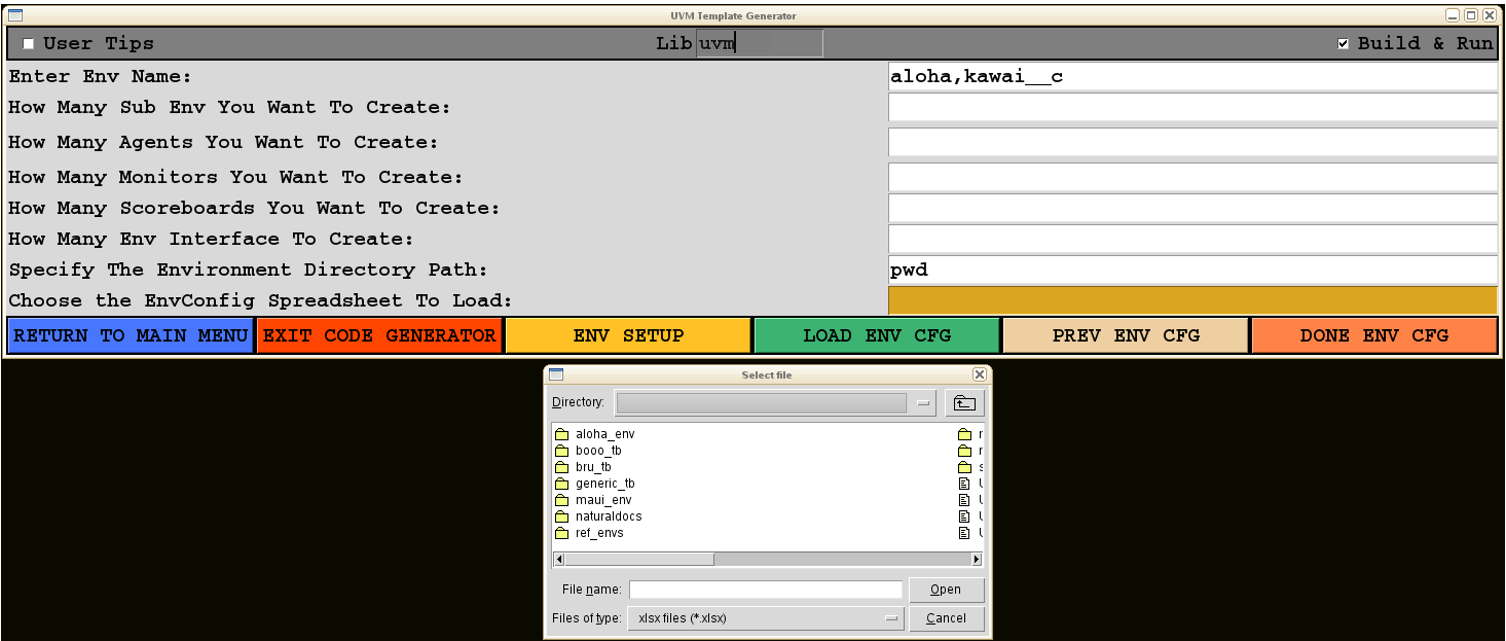 UVM Template Generator
User Tips Lib uvm Build & Run
Enter Env Name: aloha,kawai__c
How Many Sub Env You Want To Create:
How Many Agents You Want To Create:
How Many Monitors You Want To Create:
How Many Scoreboards You Want To Create:
How Many Env Interface To Create:
Specify The Environment Directory Path: pwd
Choose the EnvConfig Spreadsheet To Load:
RETURN TO MAIN MENU EXIT CODE GENERATOR ENV SETUP LOAD ENV CFG PREV ENV CFG DONE ENV CFG
Select file
Directory:
aloha_env
booo_tb
bru_tb
generic_tb
maui_env
naturaldocs
ref_envs
File name: Open
Files of type: xlsx files (*.xlsx) Cancel